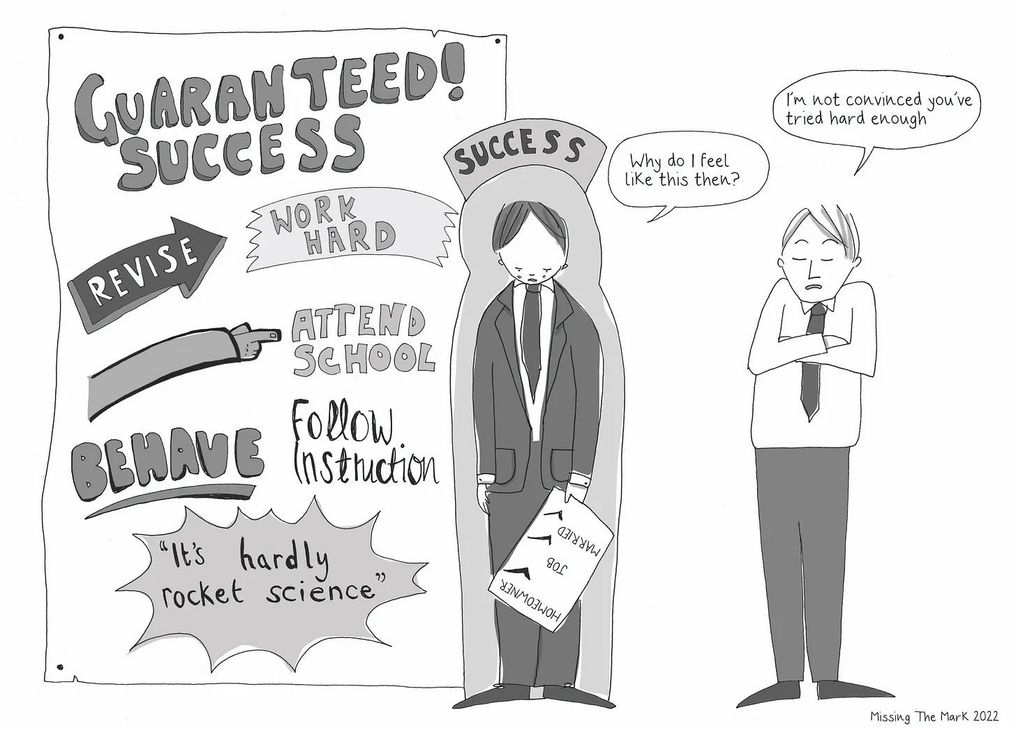 GUARANTEED!
SUCCESS
REVISE
WORK
HARD
ATTEND
SCHOOL
BEHAVE
Follow
Instruction
"It's hardly
rocket science"
SUCCESS
MARRIED
JOB
HOMEOWNER
Why do I feel
like this then?
I'm not convinced you've
tried hard enough
Missing The Mark 2022